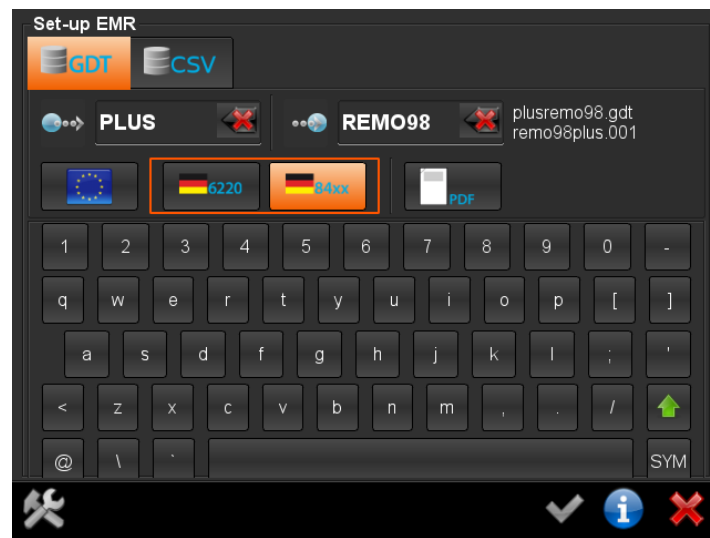 Set-up EMR
GDT CSV
PLUS REMO98 plusremo98.gdt
remo98plus.001
6220 84xx PDF
1 2 3 4 5 6 7 8 9 0 -
q w e r t y u i o p [ ]
a s d f g h j k l ; '
< z x c v b n m , . /
@ \ ` SYM
i